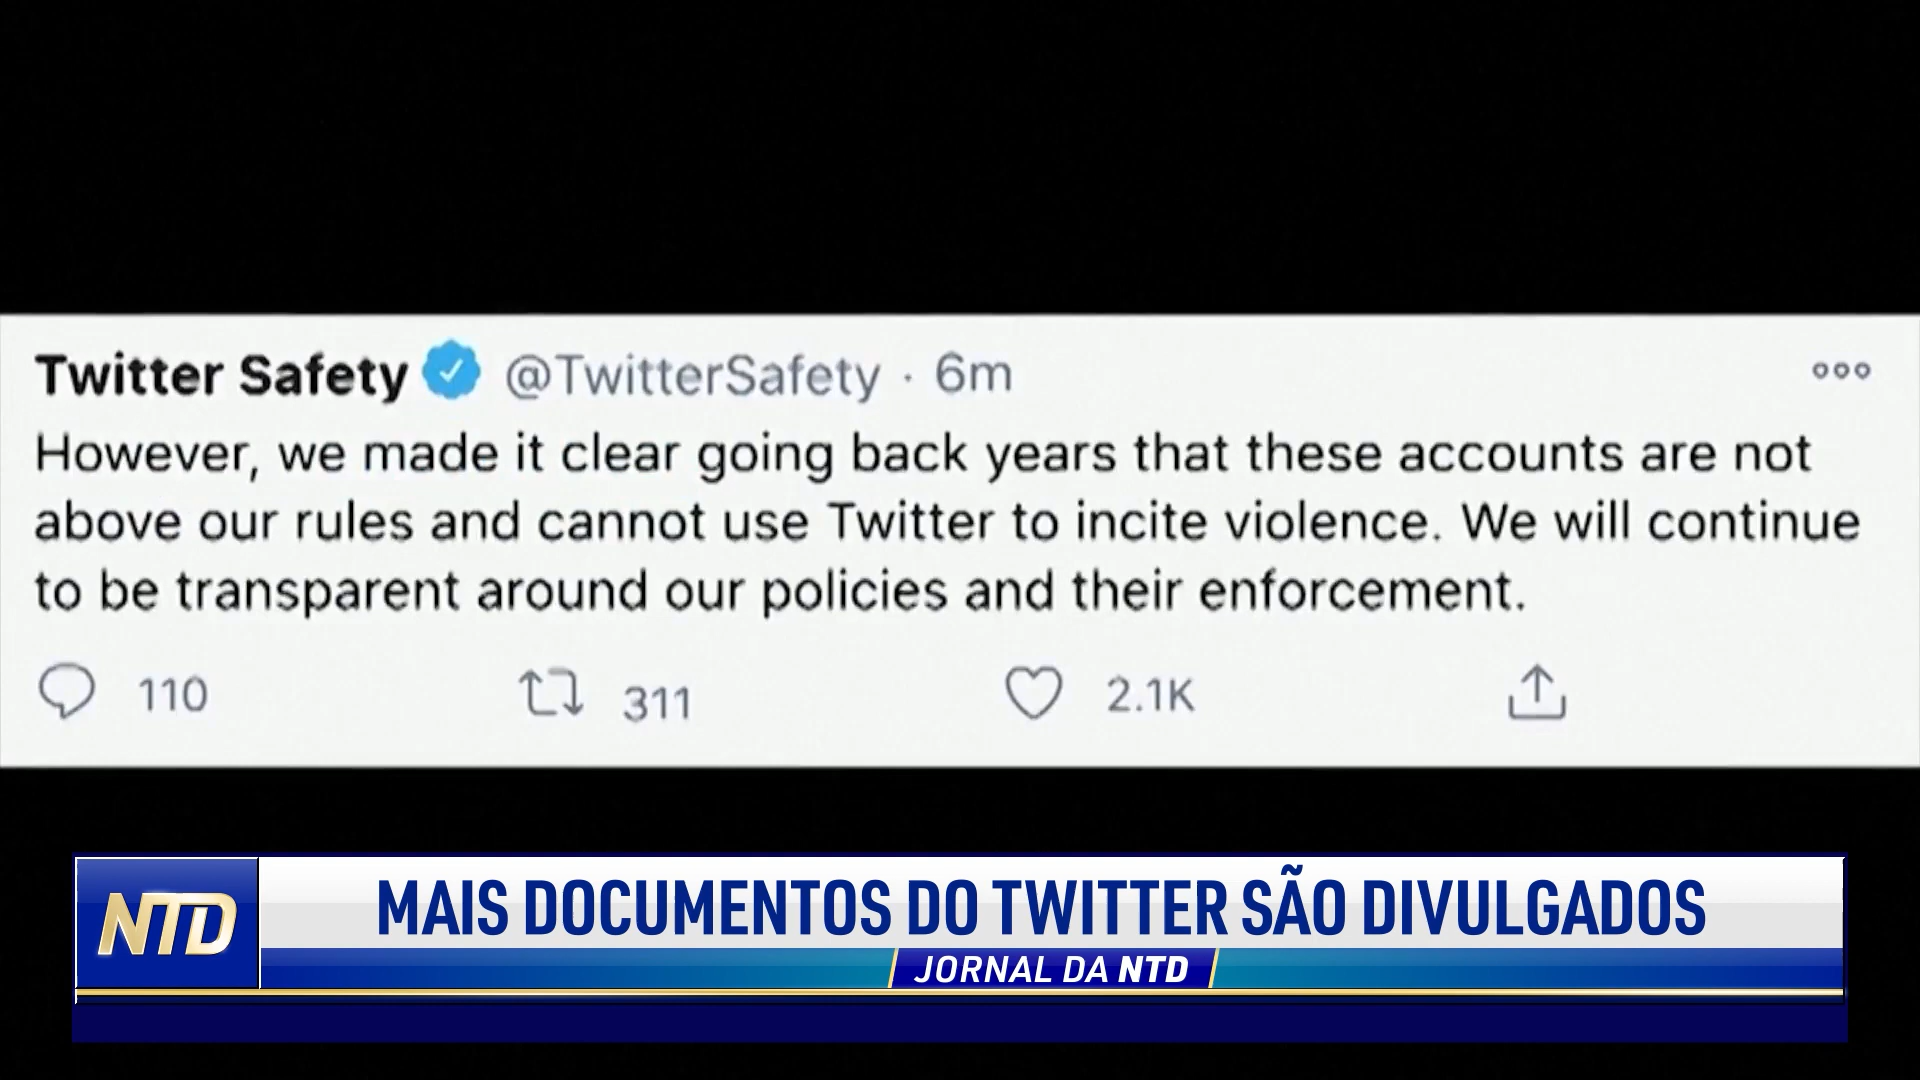 Twitter Safety @TwitterSafety · 6m
However, we made it clear going back years that these accounts are not
above our rules and cannot use Twitter to incite violence. We will continue
to be transparent around our policies and their enforcement.
110 311 2.1K
NTD
MAIS DOCUMENTOS DO TWITTER SÃO DIVULGADOS
JORNAL DA NTD